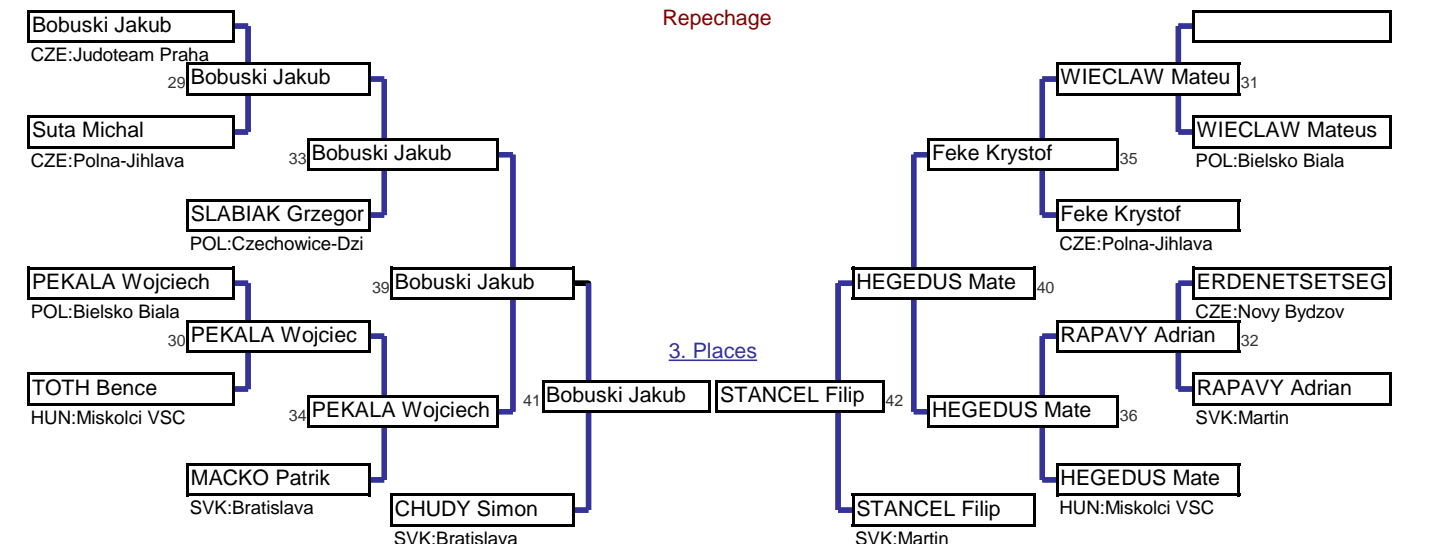 Repechage
Bobuski Jakub
CZE:Judoteam Praha
29 Bobuski Jakub
Suta Michal
CZE:Polna-Jihlava
33 Bobuski Jakub
SLABIAK Grzegor
POL:Czechowice-Dzi
PEKALA Wojciech
POL:Bielsko Biala
39 Bobuski Jakub
30 PEKALA Wojciec
TOTH Bence
HUN:Miskolci VSC
34 PEKALA Wojciech
41 Bobuski Jakub
MACKO Patrik
SVK:Bratislava
CHUDY Simon
SVK:Bratislava
3. Places
WIECLAW Mateu 31
WIECLAW Mateus
POL:Bielsko Biala
Feke Krystof 35
Feke Krystof
CZE:Polna-Jihlava
HEGEDUS Mate 40
ERDENETSETSEG
CZE:Novy Bydzov
RAPAVY Adrian 32
RAPAVY Adrian
SVK:Martin
STANCEL Filip 42
HEGEDUS Mate 36
HEGEDUS Mate
HUN:Miskolci VSC
STANCEL Filip
SVK:Martin